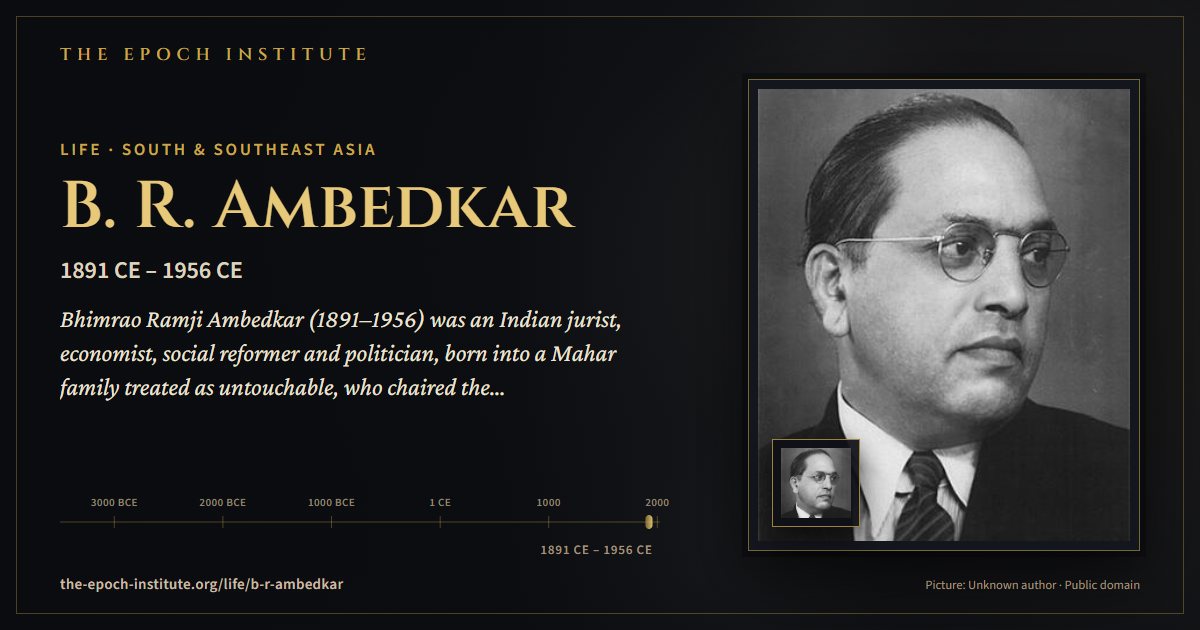 THE EPOCH INSTITUTE
LIFE · SOUTH & SOUTHEAST ASIA
B. R. AMBEDKAR
1891 CE – 1956 CE
Bhimrao Ramji Ambedkar (1891–1956) was an Indian jurist,
economist, social reformer and politician, born into a Mahar
family treated as untouchable, who chaired the...
3000 BCE 2000 BCE 1000 BCE 1 CE 1000 2000
1891 CE – 1956 CE
the-epoch-institute.org/life/b-r-ambedkar
Picture: Unknown author · Public domain